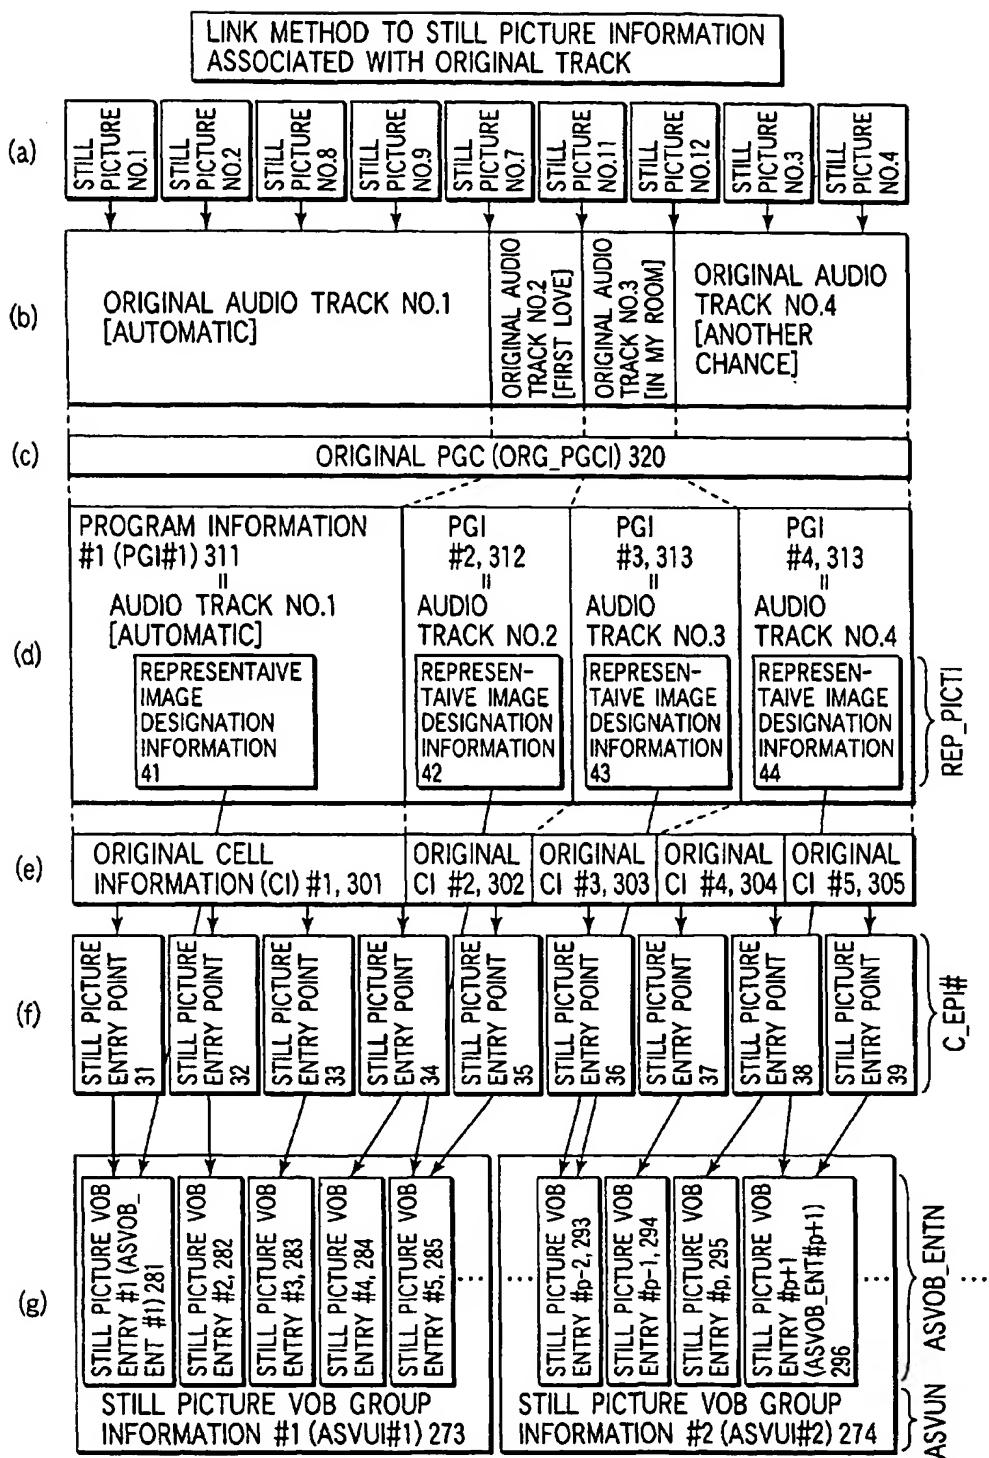 LINK METHOD TO STILL PICTURE INFORMATION
ASSOCIATED WITH ORIGINAL TRACK
(a)
STILL
PICTURE
NO.1
STILL
PICTURE
NO.2
STILL
PICTURE
NO.8
STILL
PICTURE
NO.9
STILL
PICTURE
NO.7
STILL
PICTURE
NO.11
STILL
PICTURE
NO.12
STILL
PICTURE
NO.3
STILL
PICTURE
NO.4
(b)
ORIGINAL AUDIO TRACK NO.1
[AUTOMATIC]
ORIGINAL AUDIO
TRACK NO.2
[FIRST LOVE]
ORIGINAL AUDIO
TRACK NO.3
[IN MY ROOM]
ORIGINAL AUDIO
TRACK NO.4
[ANOTHER
CHANCE]
(c)
ORIGINAL PGC (ORG_PGCI) 320
(d)
PROGRAM INFORMATION
#1 (PGI#1) 311
=
AUDIO TRACK NO.1
[AUTOMATIC]
REPRESENTAIVE
IMAGE
DESIGNATION
INFORMATION
41
PGI
#2, 312
=
AUDIO
TRACK NO.2
REPRESEN-
TAIVE IMAGE
DESIGNATION
INFORMATION
42
PGI
#3, 313
=
AUDIO
TRACK NO.3
REPRESEN-
TAIVE IMAGE
DESIGNATION
INFORMATION
43
PGI
#4, 313
=
AUDIO
TRACK NO.4
REPRESEN-
TAIVE IMAGE
DESIGNATION
INFORMATION
44
REP_PICTI
(e)
ORIGINAL CELL
INFORMATION (CI) #1, 301
ORIGINAL
CI #2, 302
ORIGINAL
CI #3, 303
ORIGINAL
CI #4, 304
ORIGINAL
CI #5, 305
(f)
STILL PICTURE
ENTRY POINT
31
STILL PICTURE
ENTRY POINT
32
STILL PICTURE
ENTRY POINT
33
STILL PICTURE
ENTRY POINT
34
STILL PICTURE
ENTRY POINT
35
STILL PICTURE
ENTRY POINT
36
STILL PICTURE
ENTRY POINT
37
STILL PICTURE
ENTRY POINT
38
STILL PICTURE
ENTRY POINT
39
C_EPI#
(g)
STILL PICTURE VOB
ENTRY #1 (ASVOB_
ENT #1) 281
STILL PICTURE VOB
ENTRY #2, 282
STILL PICTURE VOB
ENTRY #3, 283
STILL PICTURE VOB
ENTRY #4, 284
STILL PICTURE VOB
ENTRY #5, 285
STILL PICTURE VOB
ENTRY #p-2, 293
STILL PICTURE VOB
ENTRY #p-1, 294
STILL PICTURE VOB
ENTRY #p, 295
STILL PICTURE VOB
ENTRY #p+1
(ASVOB_ENT#p+1)
296
ASVOB_ENTN
STILL PICTURE VOB GROUP
INFORMATION #1 (ASVUI#1) 273
STILL PICTURE VOB GROUP
INFORMATION #2 (ASVUI#2) 274
ASVUN